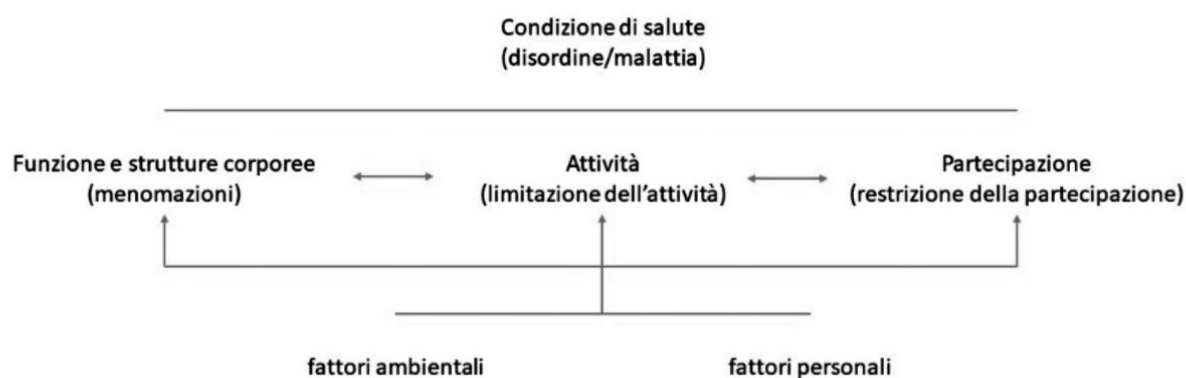 Condizione di salute
(disordine/malattia)
Funzione e strutture corporee
(menomazioni)
Attività
(limitazione dell'attività)
Partecipazione
(restrizione della partecipazione)
fattori ambientali
fattori personali